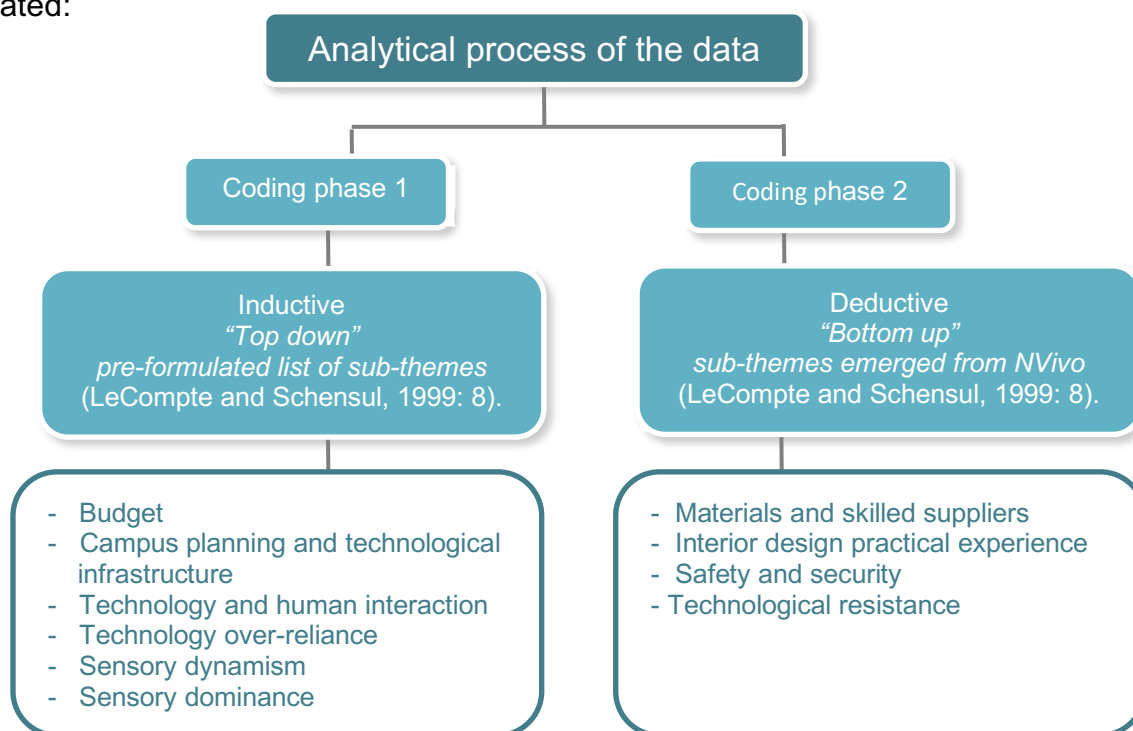 ated:
Analytical process of the data
Coding phase 1
Coding phase 2
Inductive
“Top down”
pre-formulated list of sub-themes
(LeCompte and Schensul, 1999: 8).
Deductive
“Bottom up”
sub-themes emerged from NVivo
(LeCompte and Schensul, 1999: 8).
- Budget
- Campus planning and technological
infrastructure
- Technology and human interaction
- Technology over-reliance
- Sensory dynamism
- Sensory dominance
- Materials and skilled suppliers
- Interior design practical experience
- Safety and security
- Technological resistance